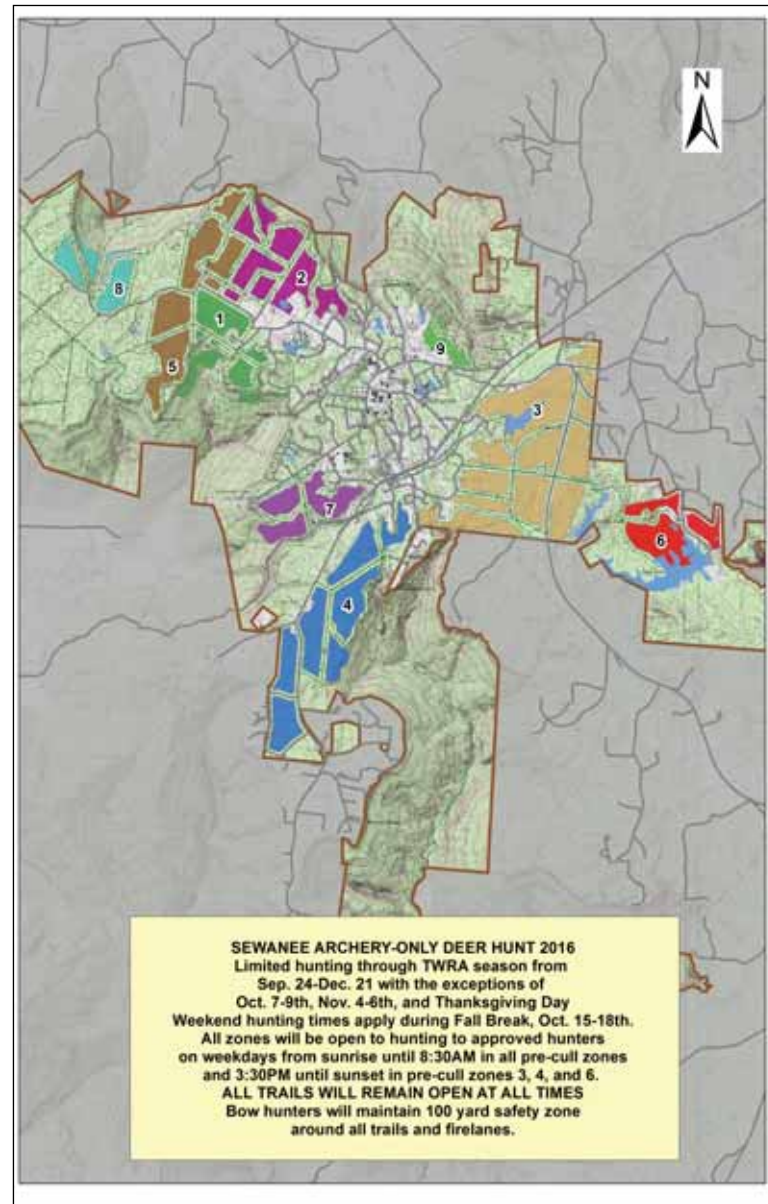 N
2
8
1
9
5
3
7
6
4
SEWANEE ARCHERY-ONLY DEER HUNT 2016
Limited hunting through TWRA season from
Sep. 24-Dec. 21 with the exceptions of
Oct. 7-9th, Nov. 4-6th, and Thanksgiving Day
Weekend hunting times apply during Fall Break, Oct. 15-18th.
All zones will be open to hunting to approved hunters
on weekdays from sunrise until 8:30AM in all pre-cull zones
and 3:30PM until sunset in pre-cull zones 3, 4, and 6.
ALL TRAILS WILL REMAIN OPEN AT ALL TIMES
Bow hunters will maintain 100 yard safety zone
around all trails and firelanes.